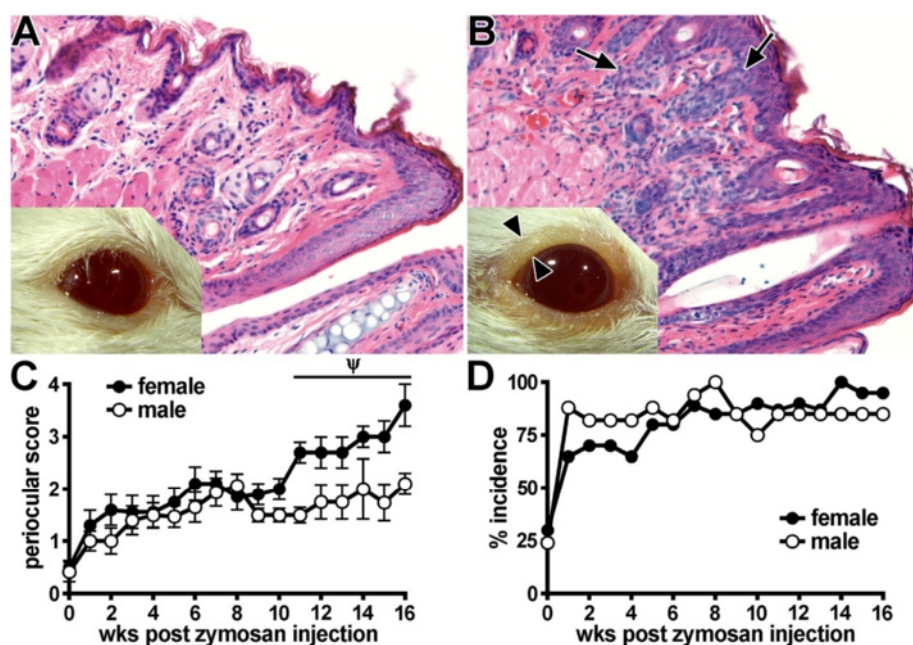 A
B
C
ψ
female
male
4
3
2
1
0
periocular score
0 2 4 6 8 10 12 14 16
wks post zymosan injection
D
100
75
50
25
0
% incidence
female
male
0 2 4 6 8 10 12 14 16
wks post zymosan injection